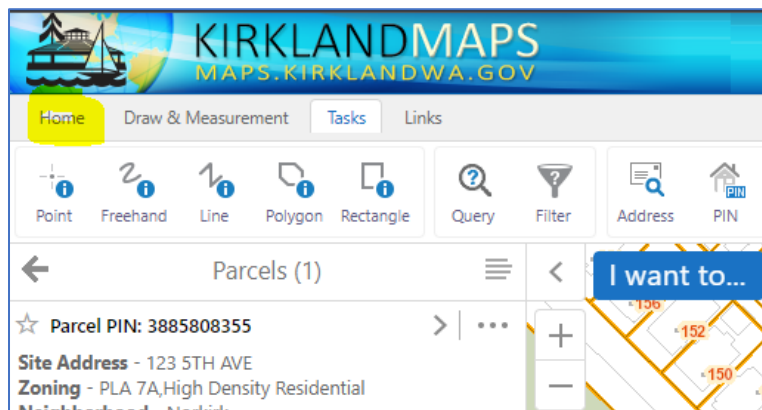 KIRKLANDMAPS
MAPS.KIRKLANDWA.GOV
Home Draw & Measurement Tasks Links
Point Freehand Line Polygon Rectangle Query Filter Address PIN
PIN
Parcels (1)
I want to...
Parcel PIN: 3885808355
Site Address - 123 5TH AVE
Zoning - PLA 7A,High Density Residential
Neighborhood - Norkirk
156
152
150